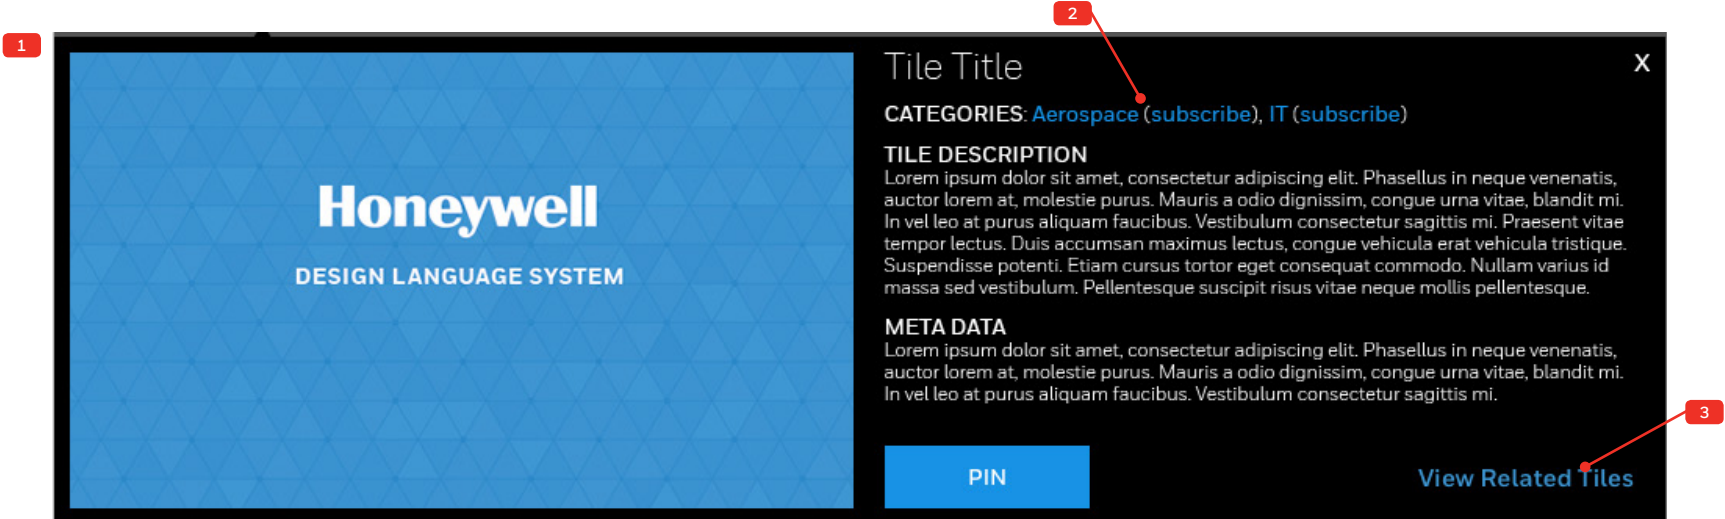 1
2
Honeywell
DESIGN LANGUAGE SYSTEM
Tile Title
X
CATEGORIES: Aerospace (subscribe), IT (subscribe)
TILE DESCRIPTION
Lorem ipsum dolor sit amet, consectetur adipiscing elit. Phasellus in neque venenatis,
auctor lorem at, molestie purus. Mauris a odio dignissim, congue urna vitae, blandit mi.
In vel leo at purus aliquam faucibus. Vestibulum consectetur sagittis mi. Praesent vitae
tempor lectus. Duis accumsan maximus lectus, congue vehicula erat vehicula tristique.
Suspendisse potenti. Etiam cursus tortor eget consequat commodo. Nullam varius id
massa sed vestibulum. Pellentesque suscipit risus vitae neque mollis pellentesque.
META DATA
Lorem ipsum dolor sit amet, consectetur adipiscing elit. Phasellus in neque venenatis,
auctor lorem at, molestie purus. Mauris a odio dignissim, congue urna vitae, blandit mi.
In vel leo at purus aliquam faucibus. Vestibulum consectetur sagittis mi.
3
PIN
View Related Tiles